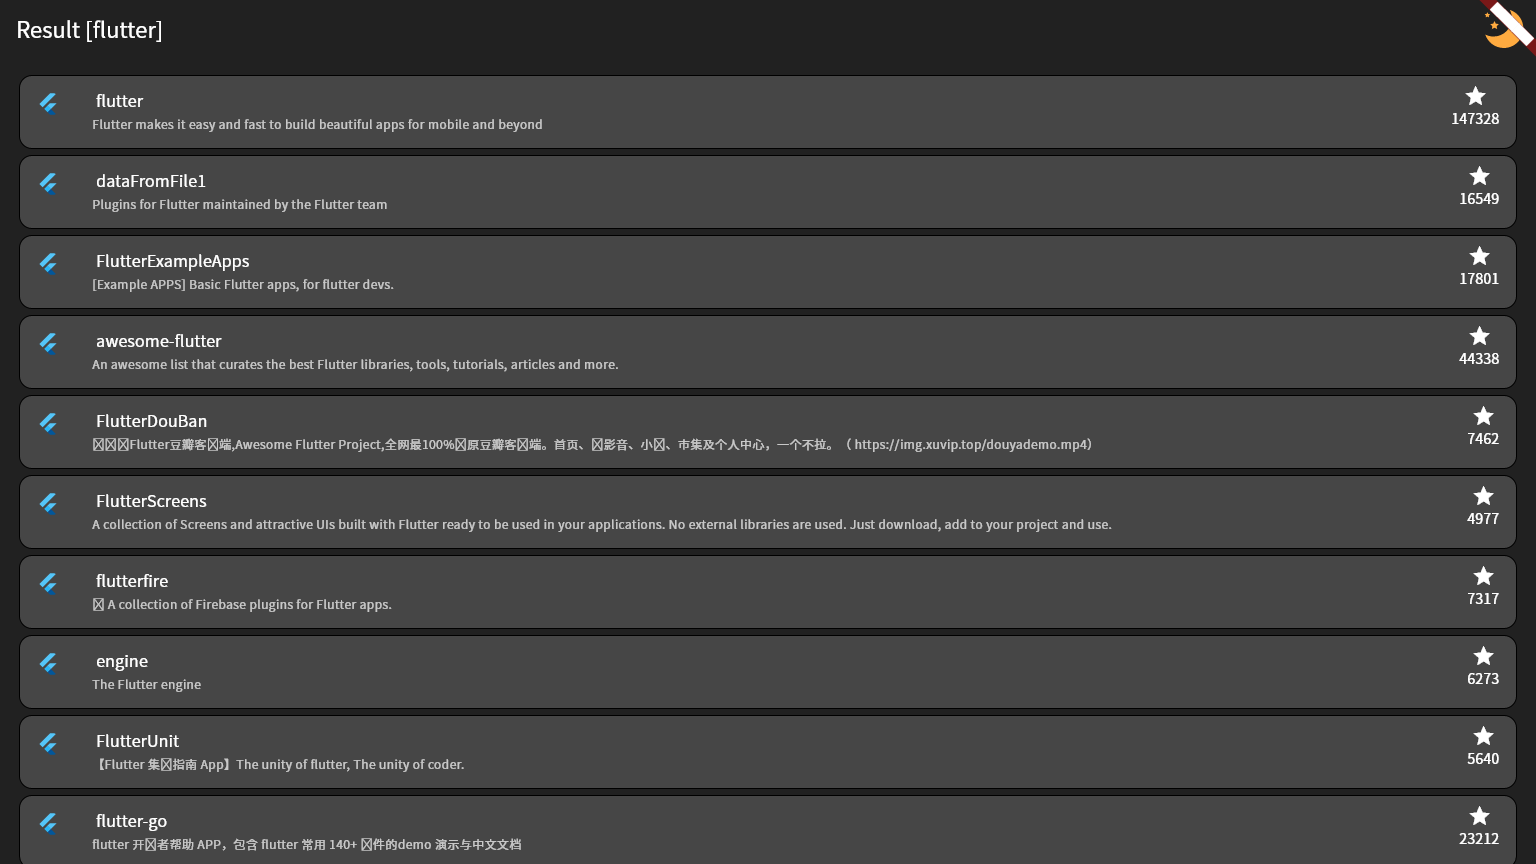 Result [flutter]
flutter
Flutter makes it easy and fast to build beautiful apps for mobile and beyond
147328
dataFromFile1
Plugins for Flutter maintained by the Flutter team
16549
FlutterExampleApps
[Example APPS] Basic Flutter apps, for flutter devs.
17801
awesome-flutter
An awesome list that curates the best Flutter libraries, tools, tutorials, articles and more.
44338
FlutterDouBan
Flutter豆瓣客端,Awesome Flutter Project,全网最100%原豆瓣客端。首页、影音、小、市集及个人中心，一个不拉。（ https://img.xuvip.top/douyademo.mp4）
7462
FlutterScreens
A collection of Screens and attractive UIs built with Flutter ready to be used in your applications. No external libraries are used. Just download, add to your project and use.
4977
flutterfire
A collection of Firebase plugins for Flutter apps.
7317
engine
The Flutter engine
6273
FlutterUnit
【Flutter 集指南 App】The unity of flutter, The unity of coder.
5640
flutter-go
flutter 开者帮助 APP，包含 flutter 常用 140+ 件的demo 演示与中文文档
23212